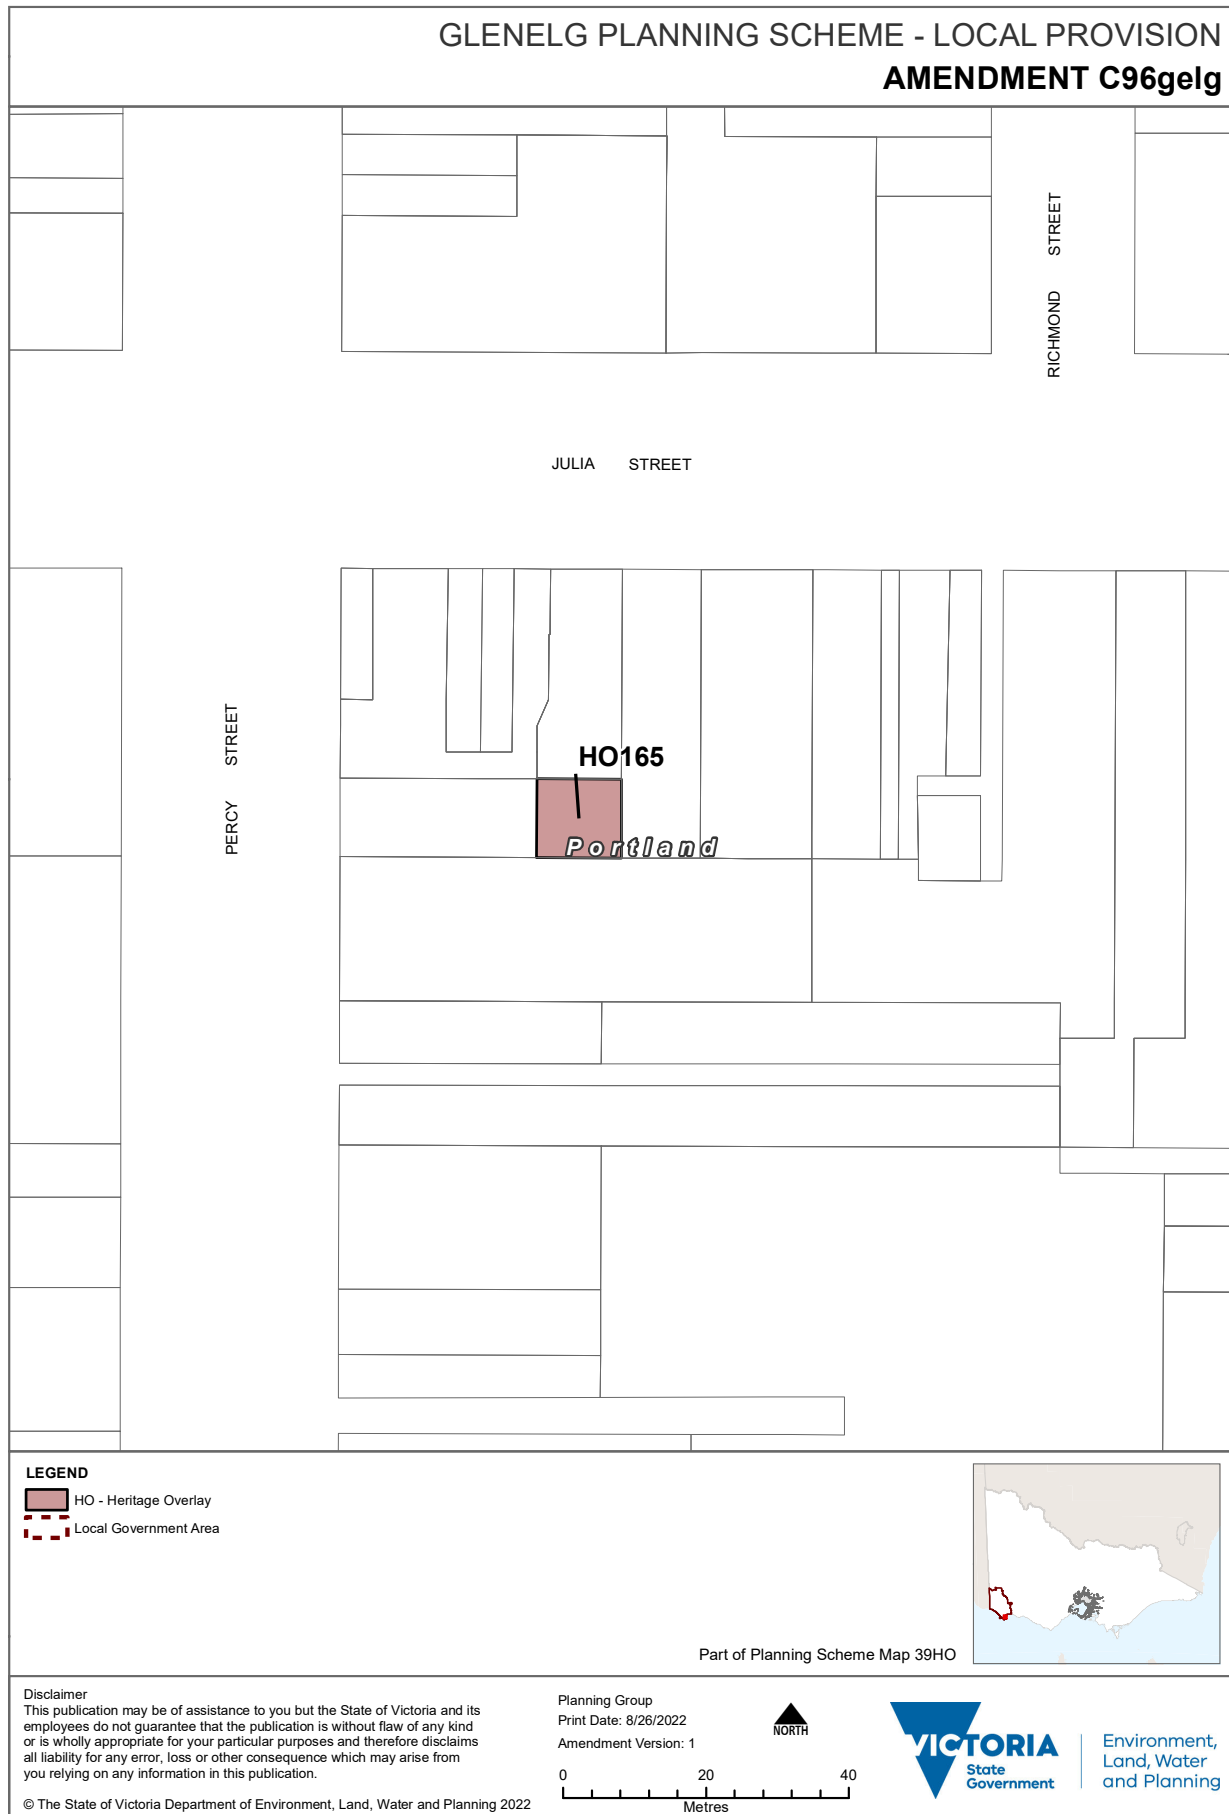 GLENELG PLANNING SCHEME - LOCAL PROVISION
AMENDMENT C96gelg
RICHMOND STREET
JULIA STREET
PERCY STREET
HO165
Portland
LEGEND
HO - Heritage Overlay
Local Government Area
Part of Planning Scheme Map 39HO
Disclaimer
This publication may be of assistance to you but the State of Victoria and its
employees do not guarantee that the publication is without flaw of any kind
or is wholly appropriate for your particular purposes and therefore disclaims
all liability for any error, loss or other consequence which may arise from
you relying on any information in this publication.
© The State of Victoria Department of Environment, Land, Water and Planning 2022
Planning Group
Print Date: 8/26/2022
Amendment Version: 1
NORTH
0 20 40
Metres
VICTORIA
State
Government
Environment,
Land, Water
and Planning